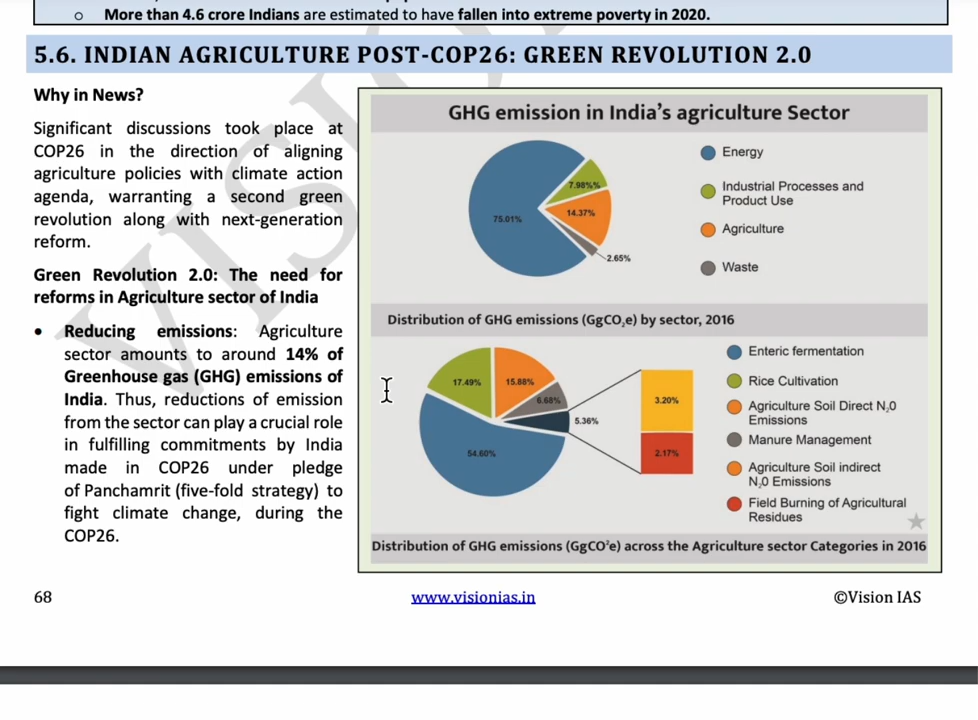 o More than 4.6 crore Indians are estimated to have fallen into extreme poverty in 2020.
5.6. INDIAN AGRICULTURE POST-COP26: GREEN REVOLUTION 2.0
Why in News?
Significant discussions took place at
COP26 in the direction of aligning
agriculture policies with climate action
agenda, warranting a second green
revolution along with next-generation
reform.
Green Revolution 2.0: The need for
reforms in Agriculture sector of India
• Reducing emissions: Agriculture
sector amounts to around 14% of
Greenhouse gas (GHG) emissions of
India. Thus, reductions of emission
from the sector can play a crucial role
in fulfilling commitments by India
made in COP26 under pledge
of Panchamrit (five-fold strategy) to
fight climate change, during the
COP26.
GHG emission in India's agriculture Sector
75.01%
7.98%%
14.37%
2.65%
Energy
Industrial Processes and
Product Use
Agriculture
Waste
Distribution of GHG emissions (GgCO₂e) by sector, 2016
17.49%
15.88%
6.68%
5.36%
54.60%
3.20%
2.17%
Enteric fermentation
Rice Cultivation
Agriculture Soil Direct N₂0
Emissions
Manure Management
Agriculture Soil indirect
N₂0 Emissions
Field Burning of Agricultural
Residues
Distribution of GHG emissions (GgCO²e) across the Agriculture sector Categories in 2016
68
www.visionias.in
©Vision IAS